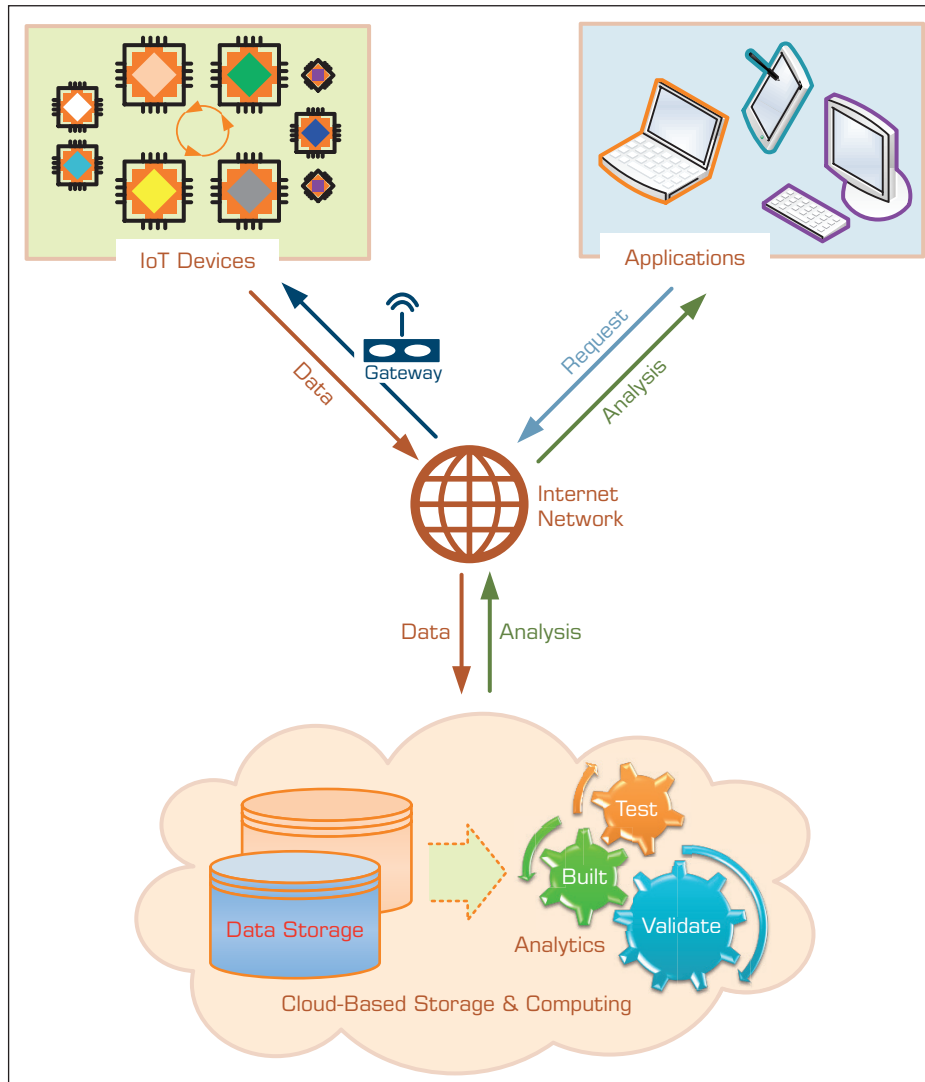 IoT Devices
Applications
Gateway
Data
Request
Analysis
Internet
Network
Data
Analysis
Test
Built
Validate
Data Storage
Analytics
Cloud-Based Storage & Computing